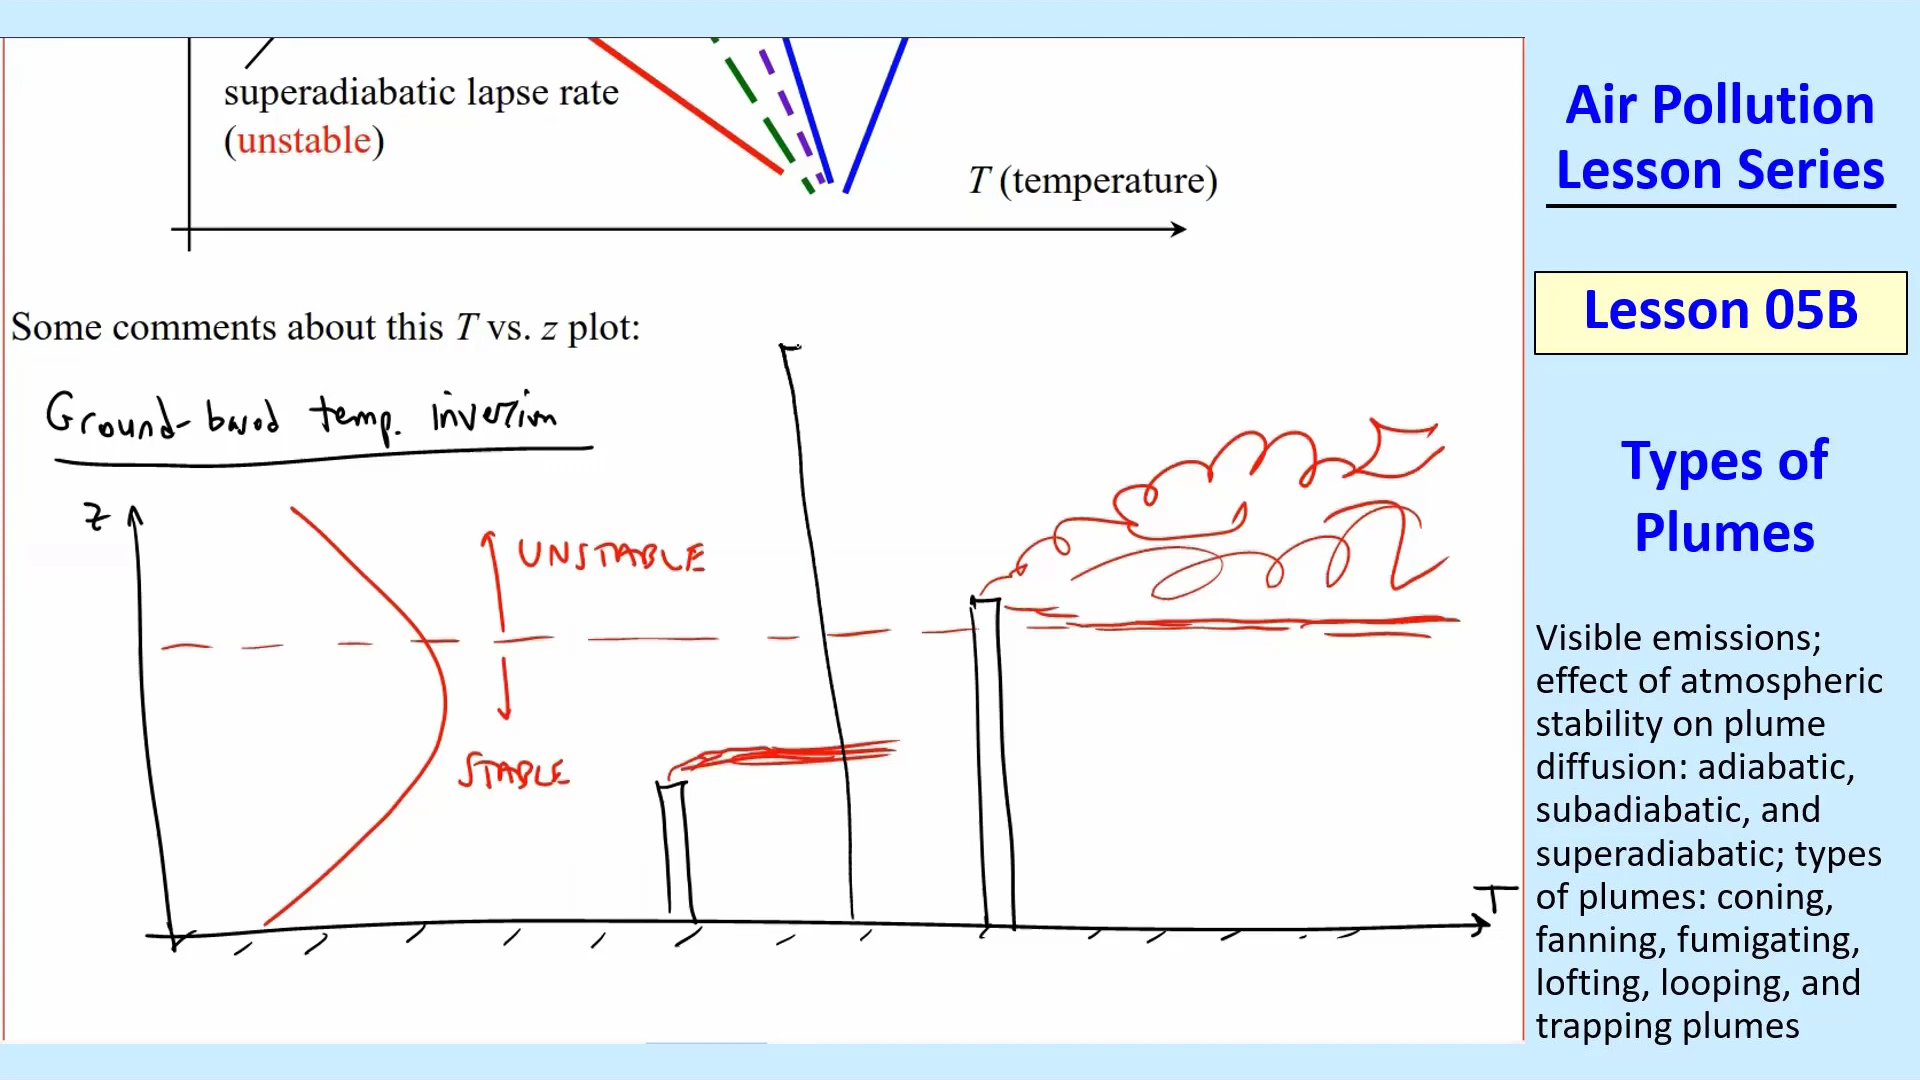 superadiabatic lapse rate
(unstable)
T (temperature)
Some comments about this T vs. z plot:
Ground-based temp. inversion
z
UNSTABLE
STABLE
T
Air Pollution
Lesson Series
Lesson 05B
Types of
Plumes
Visible emissions;
effect of atmospheric
stability on plume
diffusion: adiabatic,
subadiabatic, and
superadiabatic; types
of plumes: coning,
fanning, fumigating,
lofting, looping, and
trapping plumes